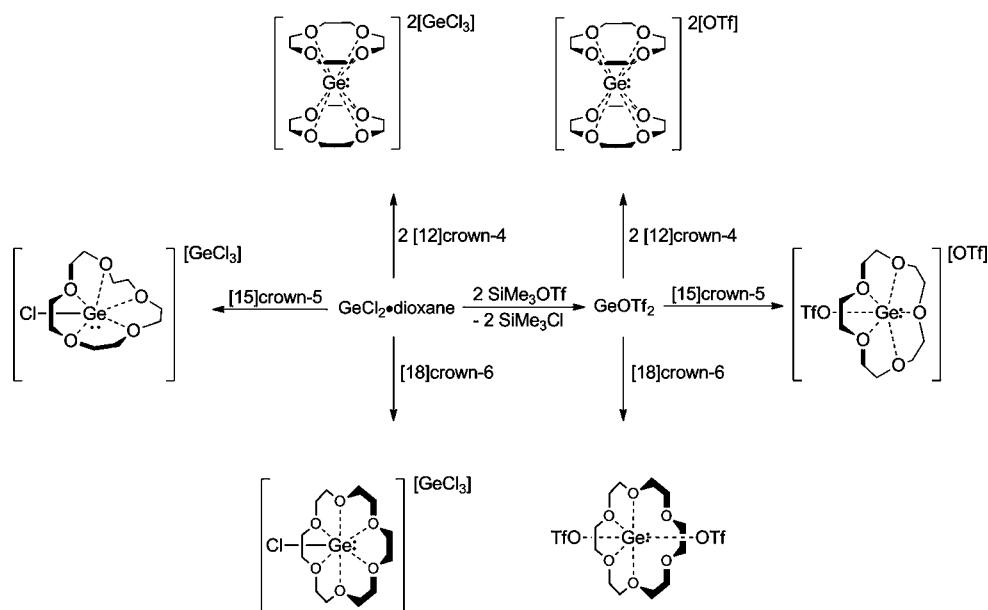 2[GeCl3]
2[OTf]
O O
O O
Ge:
O O
O O
O O
O O
Ge:
O O
O O
2 [12]crown-4
2 [12]crown-4
[GeCl3]
O
O O
Cl Ge
O O
[15]crown-5
GeCl2•dioxane
2 SiMe3OTf
- 2 SiMe3Cl
GeOTf2
[15]crown-5
[OTf]
O O
TfO Ge: O
O O
[18]crown-6
[18]crown-6
[GeCl3]
O
O O
Cl Ge:
O O
O
O
O O
TfO Ge: OTf
O O
O